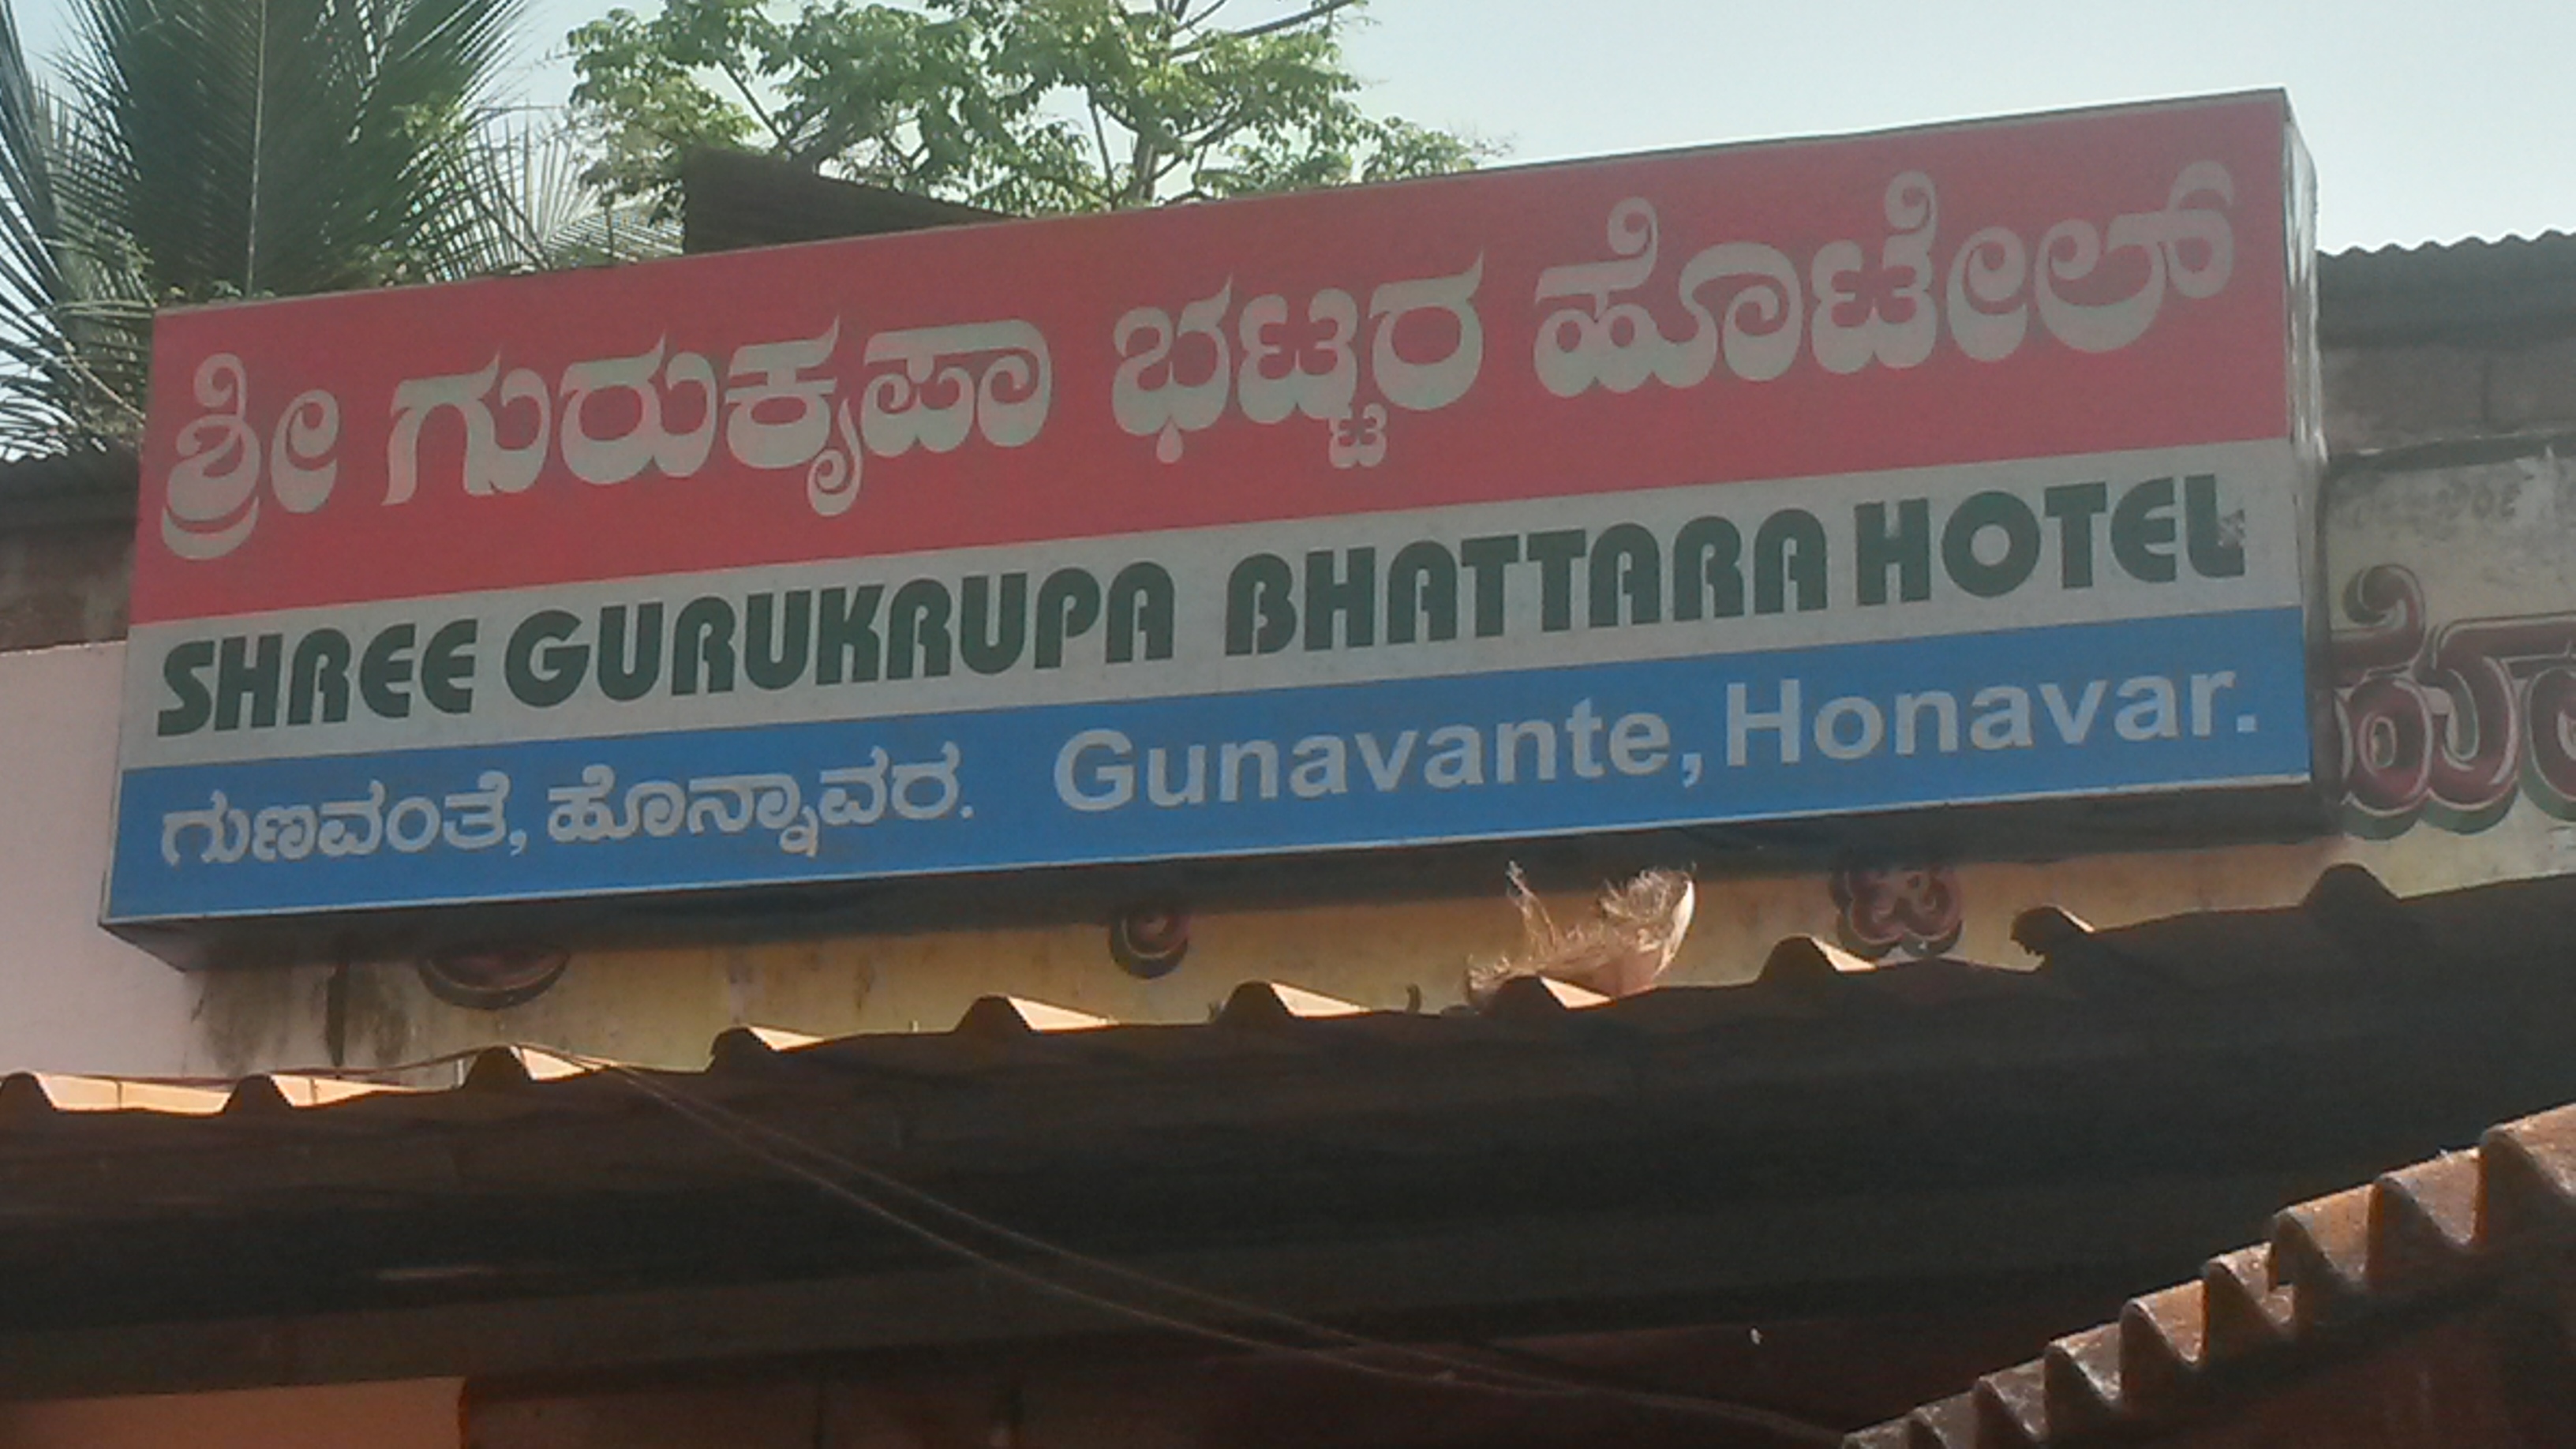 ಶ್ರೀ ಗುರುಕೃಪಾ ಭಟ್ಟರ ಹೊಟೇಲ್
SHREE GURUKRUPA BHATTARA HOTEL
ಗುಣವಂತೆ, ಹೊನ್ನಾವರ. Gunavante, Honavar.